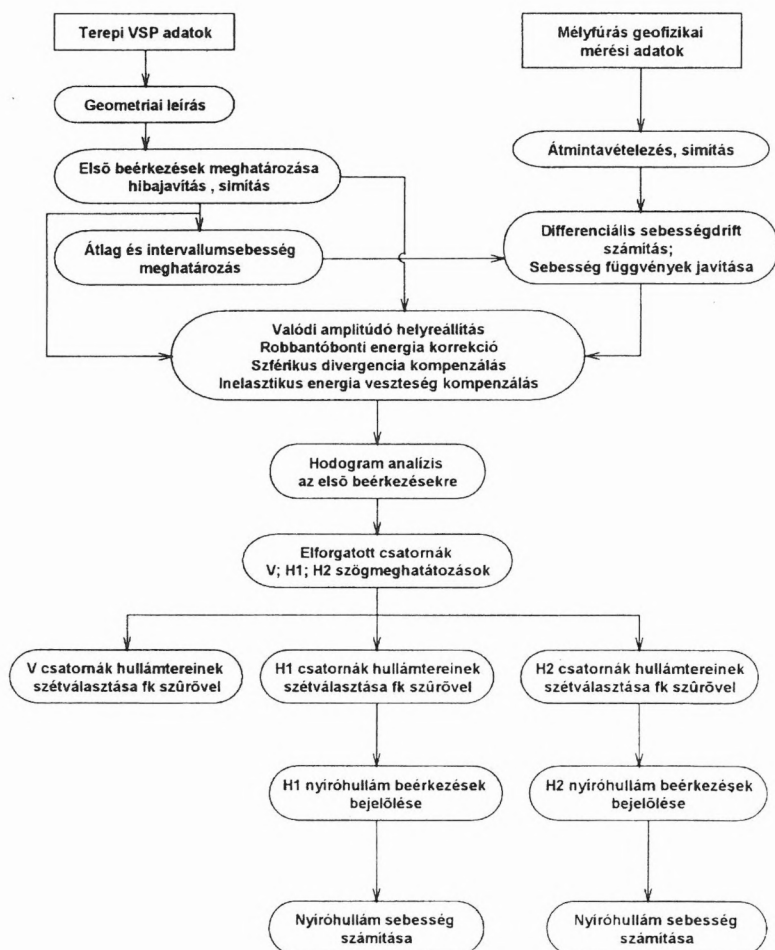 Terepi VSP adatok
Mélyfúrás geofizikai
mérési adatok
Geometriai leírás
Átmintavételezés, simítás
Első beérkezések meghatározása
hibajavítás , simítás
Átlag és intervallumsebesség
meghatározás
Differenciális sebességdrift
számítás;
Sebesség függvények javítása
Valódi amplitúdó helyreállítás
Robbantóbonti energia korrekció
Szférikus divergencia kompenzálás
Inelasztikus energia veszteség kompenzálás
Hodogram analízis
az első beérkezésekre
Elforgatott csatornák
V; H1; H2 szögmeghatátozások
V csatornák hullámtereinek
szétválasztása fk szűrővel
H1 csatornák hullámtereinek
szétválasztása fk szűrővel
H2 csatornák hullámtereinek
szétválasztása fk szűrővel
H1 nyíróhullám beérkezések
bejelölése
H2 nyíróhullám beérkezések
bejelölése
Nyíróhullám sebesség
számítása
Nyíróhullám sebesség
számítása